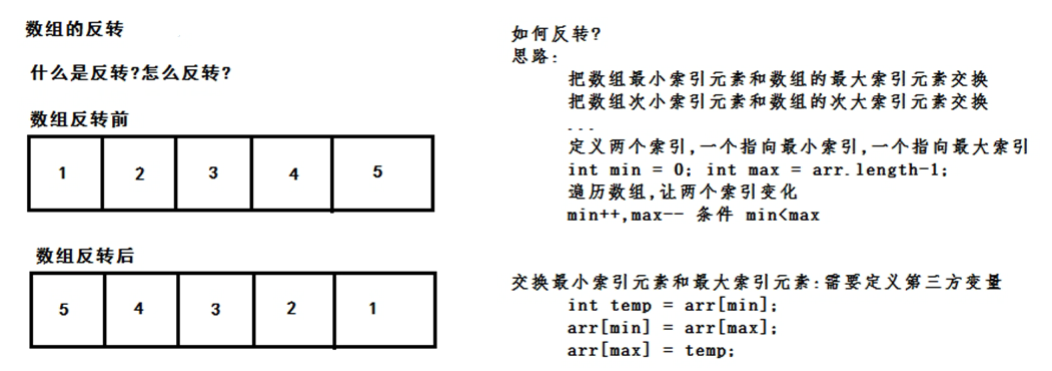 数组的反转
什么是反转?怎么反转?
数组反转前
1 2 3 4 5
数组反转后
5 4 3 2 1
如何反转?
思路:
把数组最小索引元素和数组的最大索引元素交换
把数组次小索引元素和数组的次大索引元素交换
...
定义两个索引,一个指向最小索引,一个指向最大索引
int min = 0; int max = arr.length-1;
遍历数组,让两个索引变化
min++,max-- 条件 min<max
交换最小索引元素和最大索引元素:需要定义第三方变量
int temp = arr[min];
arr[min] = arr[max];
arr[max] = temp;